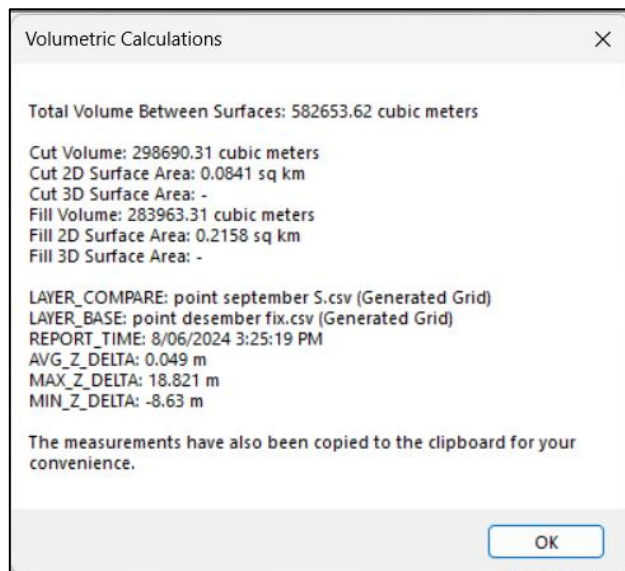 Volumetric Calculations
Total Volume Between Surfaces: 582653.62 cubic meters
Cut Volume: 298690.31 cubic meters
Cut 2D Surface Area: 0.0841 sq km
Cut 3D Surface Area: -
Fill Volume: 283963.31 cubic meters
Fill 2D Surface Area: 0.2158 sq km
Fill 3D Surface Area: -
LAYER_COMPARE: point september S.csv (Generated Grid)
LAYER_BASE: point desember fix.csv (Generated Grid)
REPORT_TIME: 8/06/2024 3:25:19 PM
AVG_Z_DELTA: 0.049 m
MAX_Z_DELTA: 18.821 m
MIN_Z_DELTA: -8.63 m
The measurements have also been copied to the clipboard for your
convenience.
OK